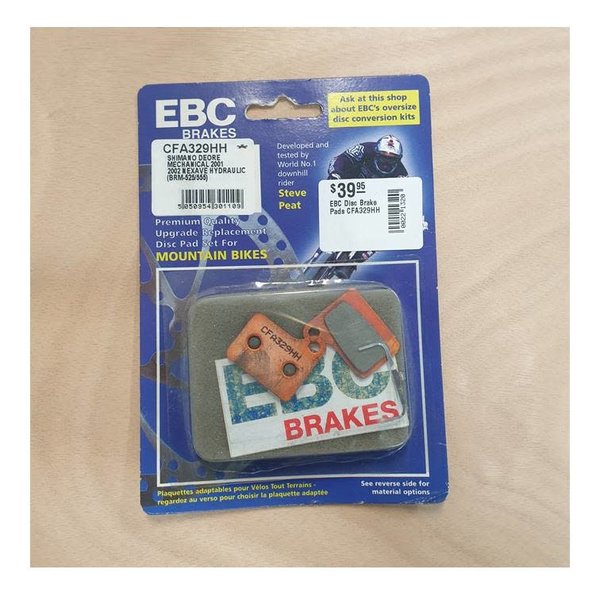 EBC
BRAKES
Ask at this shop
about EBC's oversize
disc conversion kits
CFA329HH
SHIMANO DEORE
MECHANICAL 2001
2002 NEXAVE HYDRAULIC
(BRM-525/555)
5050954301109
Developed and
tested by
World No.1
downhill
rider
Steve
Peat
$39.95
EBC Disc Brake
Pads CFA329HH
Premium Quality
Upgrade Replacement
Disc Pad Set For
MOUNTAIN BIKES
CFA329HH
EBC
BRAKES
Plaquettes adaptables pour Vélos Tout Terrains -
regardez au verso pour choisir la plaquette adaptée
See reverse side for
material options